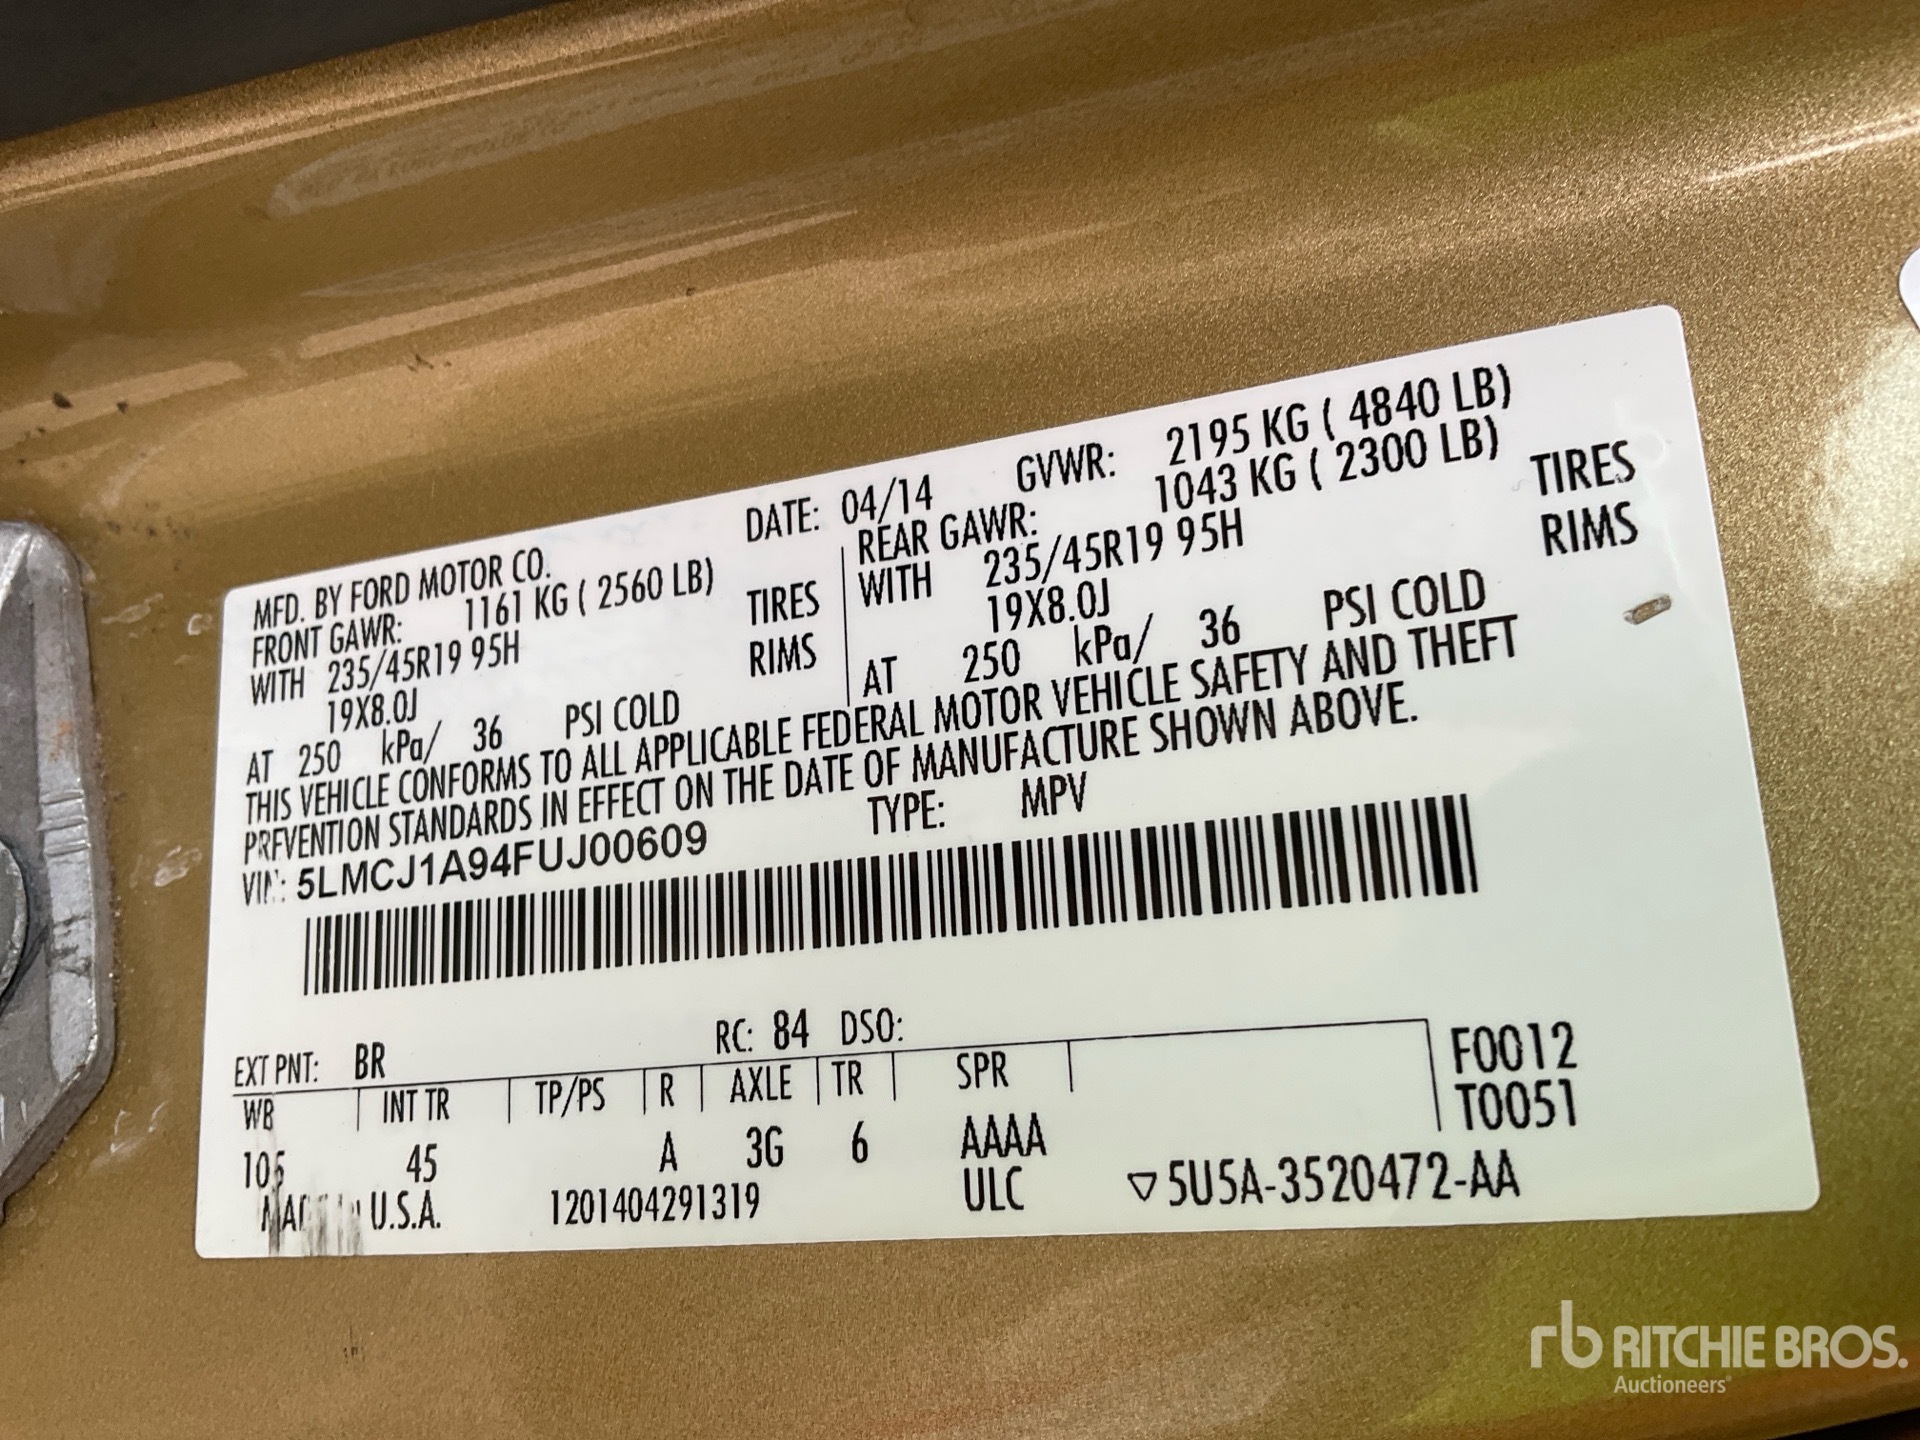 MFD. BY FORD MOTOR CO. DATE: 04/14 GVWR: 2195 KG ( 4840 LB)
FRONT GAWR: 1161 KG ( 2560 LB) REAR GAWR: 1043 KG ( 2300 LB)
WITH 235/45R19 95H TIRES WITH 235/45R19 95H TIRES
19X8.0J RIMS 19X8.0J RIMS
AT 250 kPa/ 36 PSI COLD AT 250 kPa/ 36 PSI COLD
THIS VEHICLE CONFORMS TO ALL APPLICABLE FEDERAL MOTOR VEHICLE SAFETY AND THEFT
PREVENTION STANDARDS IN EFFECT ON THE DATE OF MANUFACTURE SHOWN ABOVE.
VIN: 5LMCJ1A94FUJ00609 TYPE: MPV
EXT PNT: BR RC: 84 DSO: F0012
WB INT TR TP/PS R AXLE TR SPR T0051
105 45 A 3G 6 AAAA
MADE In U.S.A. 1201404291319 ULC ▽5U5A-3520472-AA
rb RITCHIE BROS.
Auctioneers